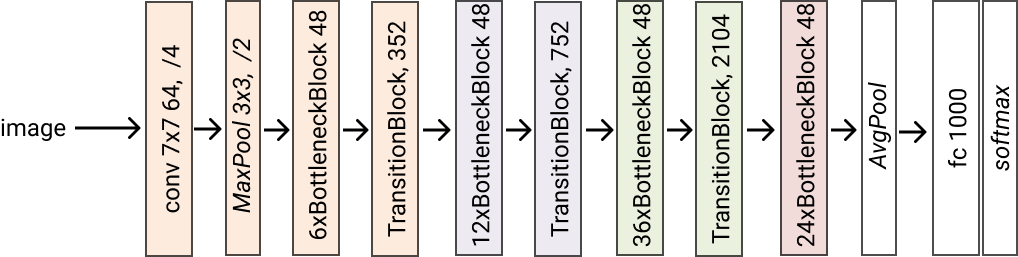 image
conv 7x7 64, /4
MaxPool 3x3, /2
6xBottleneckBlock 48
TransitionBlock, 352
12xBottleneckBlock 48
TransitionBlock, 752
36xBottleneckBlock 48
TransitionBlock, 2104
24xBottleneckBlock 48
AvgPool
fc 1000
softmax